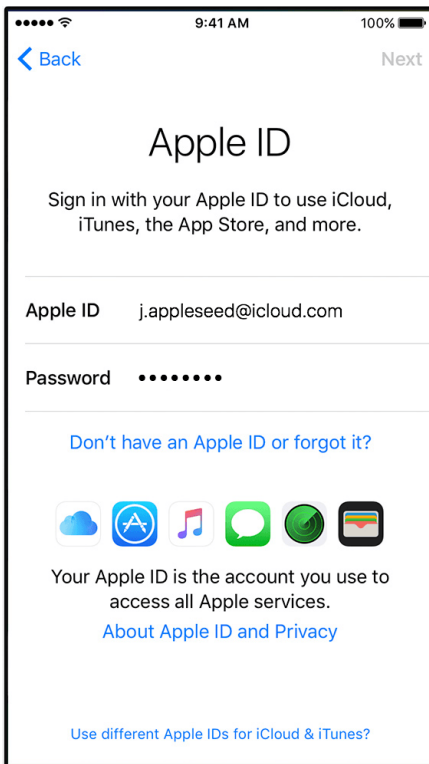 9:41 AM 100%
Back Next
Apple ID
Sign in with your Apple ID to use iCloud,
iTunes, the App Store, and more.
Apple ID j.appleseed@icloud.com
Password ••••••••
Don’t have an Apple ID or forgot it?
Your Apple ID is the account you use to
access all Apple services.
About Apple ID and Privacy
Use different Apple IDs for iCloud & iTunes?